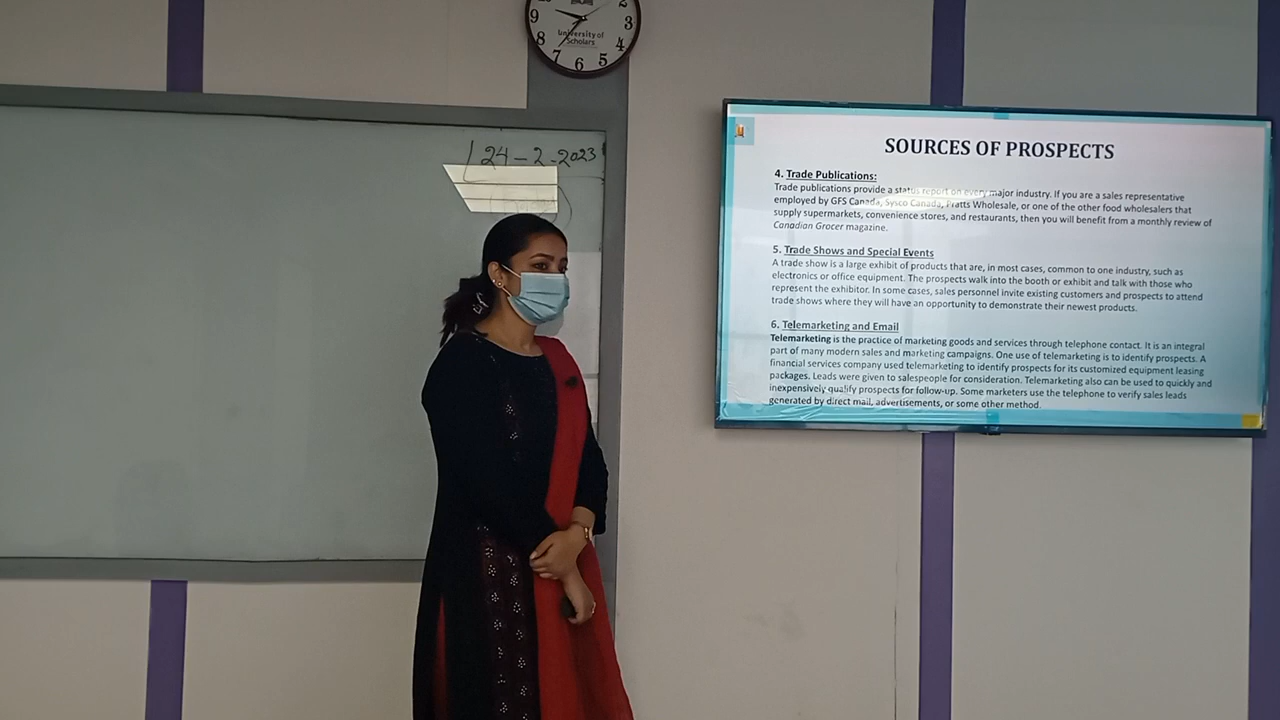 9
2
3
8
4
7
6
5
University of
Scholars
24-2-2023
SOURCES OF PROSPECTS
4. Trade Publications:
Trade publications provide a status report on every major industry. If you are a sales representative
employed by GFS Canada, Sysco Canada, Pratts Wholesale, or one of the other food wholesalers that
supply supermarkets, convenience stores, and restaurants, then you will benefit from a monthly review of
Canadian Grocer magazine.
5. Trade Shows and Special Events
A trade show is a large exhibit of products that are, in most cases, common to one industry, such as
electronics or office equipment. The prospects walk into the booth or exhibit and talk with those who
represent the exhibitor. In some cases, sales personnel invite existing customers and prospects to attend
trade shows where they will have an opportunity to demonstrate their newest products.
6. Telemarketing and Email
Telemarketing is the practice of marketing goods and services through telephone contact. It is an integral
part of many modern sales and marketing campaigns. One use of telemarketing is to identify prospects. A
financial services company used telemarketing to identify prospects for its customized equipment leasing
packages. Leads were given to salespeople for consideration. Telemarketing also can be used to quickly and
inexpensively qualify prospects for follow-up. Some marketers use the telephone to verify sales leads
generated by direct mail, advertisements, or some other method.